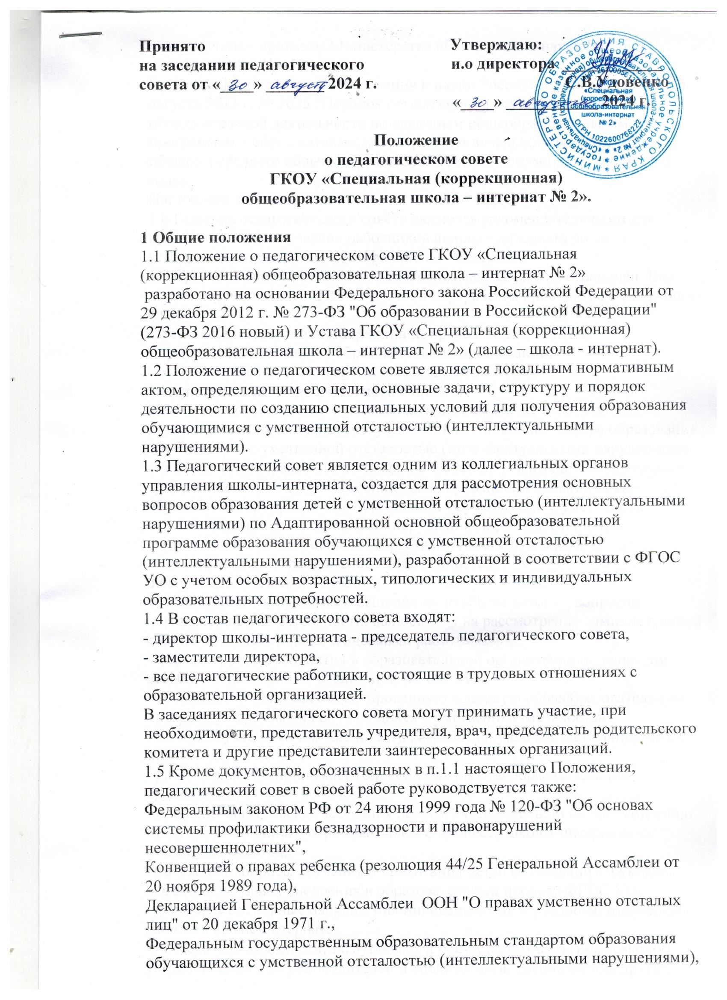 Принято
на заседании педагогического
совета от «30» августа 2024 г.
Утверждаю:
и.о директора
С.В.Удовенко
«30» августа 2024 г.
МИНИСТЕРСТВО ОБРАЗОВАНИЯ СТАВРОПОЛЬСКОГО КРАЯ
государственное казенное общеобразовательное учреждение
«Специальная (коррекционная) общеобразовательная школа-интернат № 2»
ОГРН 1022600768222
ГКОУ
«Специальная
(коррекционная)
общеобразовательная
школа-интернат
№ 2»
Положение
о педагогическом совете
ГКОУ «Специальная (коррекционная)
общеобразовательная школа – интернат № 2».
1 Общие положения
1.1 Положение о педагогическом совете ГКОУ «Специальная
(коррекционная) общеобразовательная школа – интернат № 2»
разработано на основании Федерального закона Российской Федерации от
29 декабря 2012 г. № 273-ФЗ "Об образовании в Российской Федерации"
(273-ФЗ 2016 новый) и Устава ГКОУ «Специальная (коррекционная)
общеобразовательная школа – интернат № 2» (далее – школа - интернат).
1.2 Положение о педагогическом совете является локальным нормативным
актом, определяющим его цели, основные задачи, структуру и порядок
деятельности по созданию специальных условий для получения образования
обучающимися с умственной отсталостью (интеллектуальными
нарушениями).
1.3 Педагогический совет является одним из коллегиальных органов
управления школы-интерната, создается для рассмотрения основных
вопросов образования детей с умственной отсталостью (интеллектуальными
нарушениями) по Адаптированной основной общеобразовательной
программе образования обучающихся с умственной отсталостью
(интеллектуальными нарушениями), разработанной в соответствии с ФГОС
УО с учетом особых возрастных, типологических и индивидуальных
образовательных потребностей.
1.4 В состав педагогического совета входят:
- директор школы-интерната - председатель педагогического совета,
- заместители директора,
- все педагогические работники, состоящие в трудовых отношениях с
образовательной организацией.
В заседаниях педагогического совета могут принимать участие, при
необходимости, представитель учредителя, врач, председатель родительского
комитета и другие представители заинтересованных организаций.
1.5 Кроме документов, обозначенных в п.1.1 настоящего Положения,
педагогический совет в своей работе руководствуется также:
Федеральным законом РФ от 24 июня 1999 года № 120-ФЗ "Об основах
системы профилактики безнадзорности и правонарушений
несовершеннолетних",
Конвенцией о правах ребенка (резолюция 44/25 Генеральной Ассамблеи от
20 ноября 1989 года),
Декларацией Генеральной Ассамблеи ООН "О правах умственно отсталых
лиц" от 20 декабря 1971 г.,
Федеральным государственным образовательным стандартом образования
обучающихся с умственной отсталостью (интеллектуальными нарушениями),